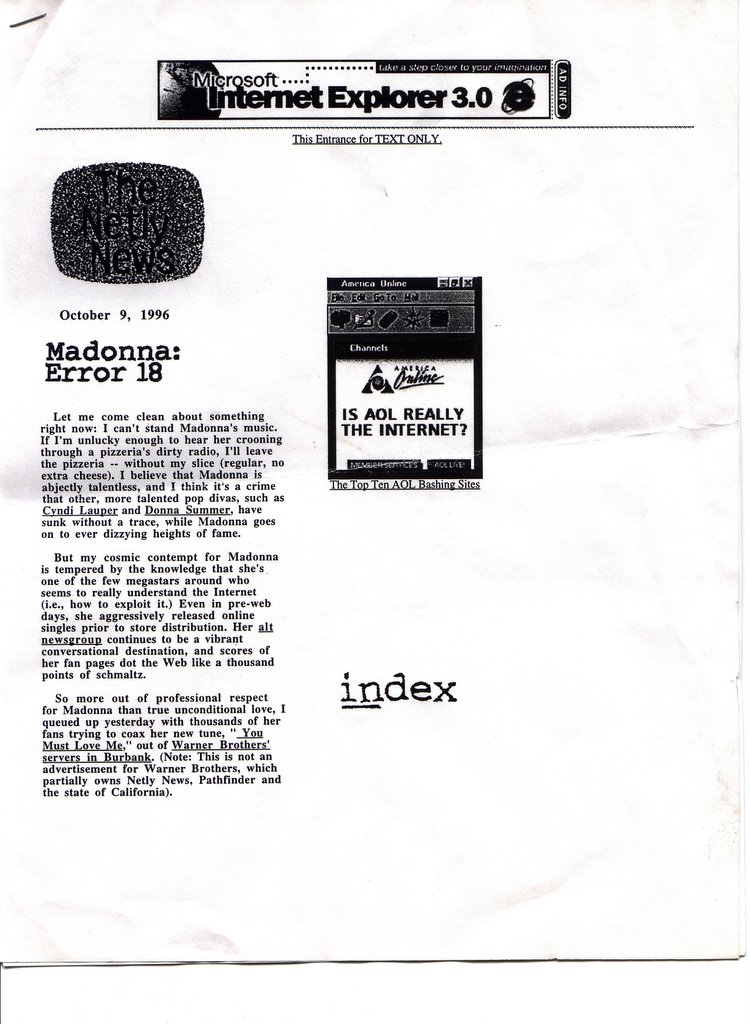 take a step closer to your imagination
Microsoft
Internet Explorer 3.0
AD INFO
This Entrance for TEXT ONLY.
The
Netly
News
October 9, 1996
Madonna:
Error 18
Let me come clean about something
right now: I can't stand Madonna's music.
If I'm unlucky enough to hear her crooning
through a pizzeria's dirty radio, I'll leave
the pizzeria -- without my slice (regular, no
extra cheese). I believe that Madonna is
abjectly talentless, and I think it's a crime
that other, more talented pop divas, such as
Cyndi Lauper and Donna Summer, have
sunk without a trace, while Madonna goes
on to ever dizzying heights of fame.
But my cosmic contempt for Madonna
is tempered by the knowledge that she's
one of the few megastars around who
seems to really understand the Internet
(i.e., how to exploit it.) Even in pre-web
days, she aggressively released online
singles prior to store distribution. Her alt
newsgroup continues to be a vibrant
conversational destination, and scores of
her fan pages dot the Web like a thousand
points of schmaltz.
So more out of professional respect
for Madonna than true unconditional love, I
queued up yesterday with thousands of her
fans trying to coax her new tune, " You
Must Love Me," out of Warner Brothers'
servers in Burbank. (Note: This is not an
advertisement for Warner Brothers, which
partially owns Netly News, Pathfinder and
the state of California).
America Online
File Edit Go To Mail
Channels
AMERICA
Online
IS AOL REALLY
THE INTERNET?
MEMBER SERVICES AOL LIVE!
The Top Ten AOL Bashing Sites
index